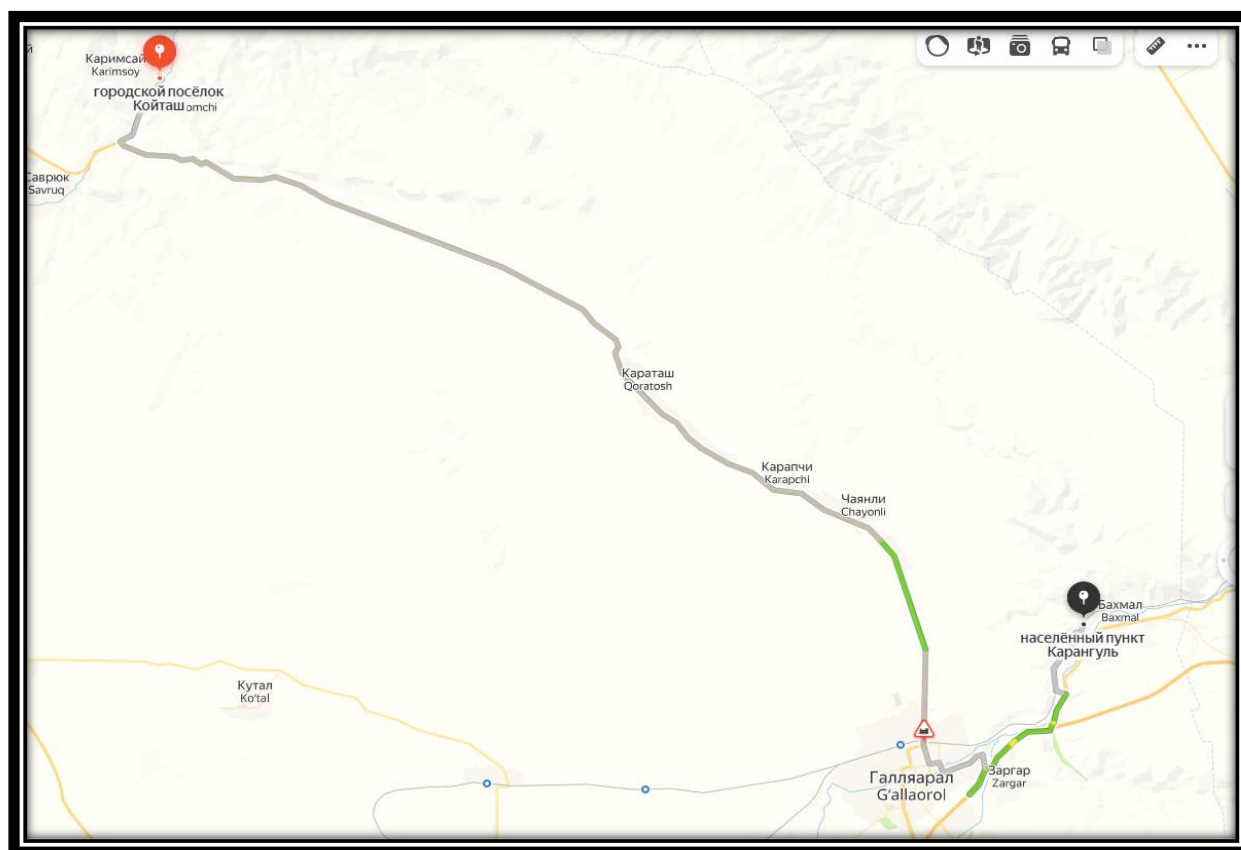 й
Каримсай
Karimsoy
городской посёлок
Койташ
omchi
Саврюк
Savruq
Караташ
Qoratosh
Карапчи
Karapchi
Чаянли
Chayonli
Бахмал
Baxmal
населённый пункт
Карангуль
Кутал
Ko'tal
Заргар
Zargar
Галляарал
G'allaorol